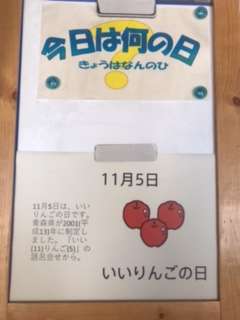 今日は何の日
きょうはなんのひ
11月5日
11月5日は、いい
りんごの日です。
青森県が2001(平
成13)年に制定し
ました。「いい
(11)りんご(5)」の
語呂合せから。
いいりんごの日